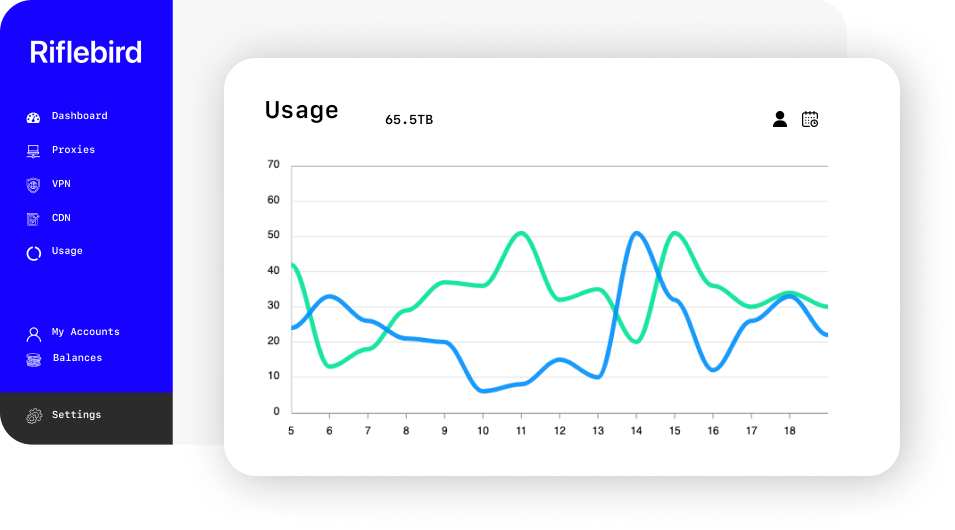 Riflebird
Dashboard
Proxies
VPN
CDN
Usage
My Accounts
Balances
Settings
Usage
65.5TB
70
60
50
40
30
20
10
0
5 6 7 8 9 10 11 12 13 14 15 16 17 18